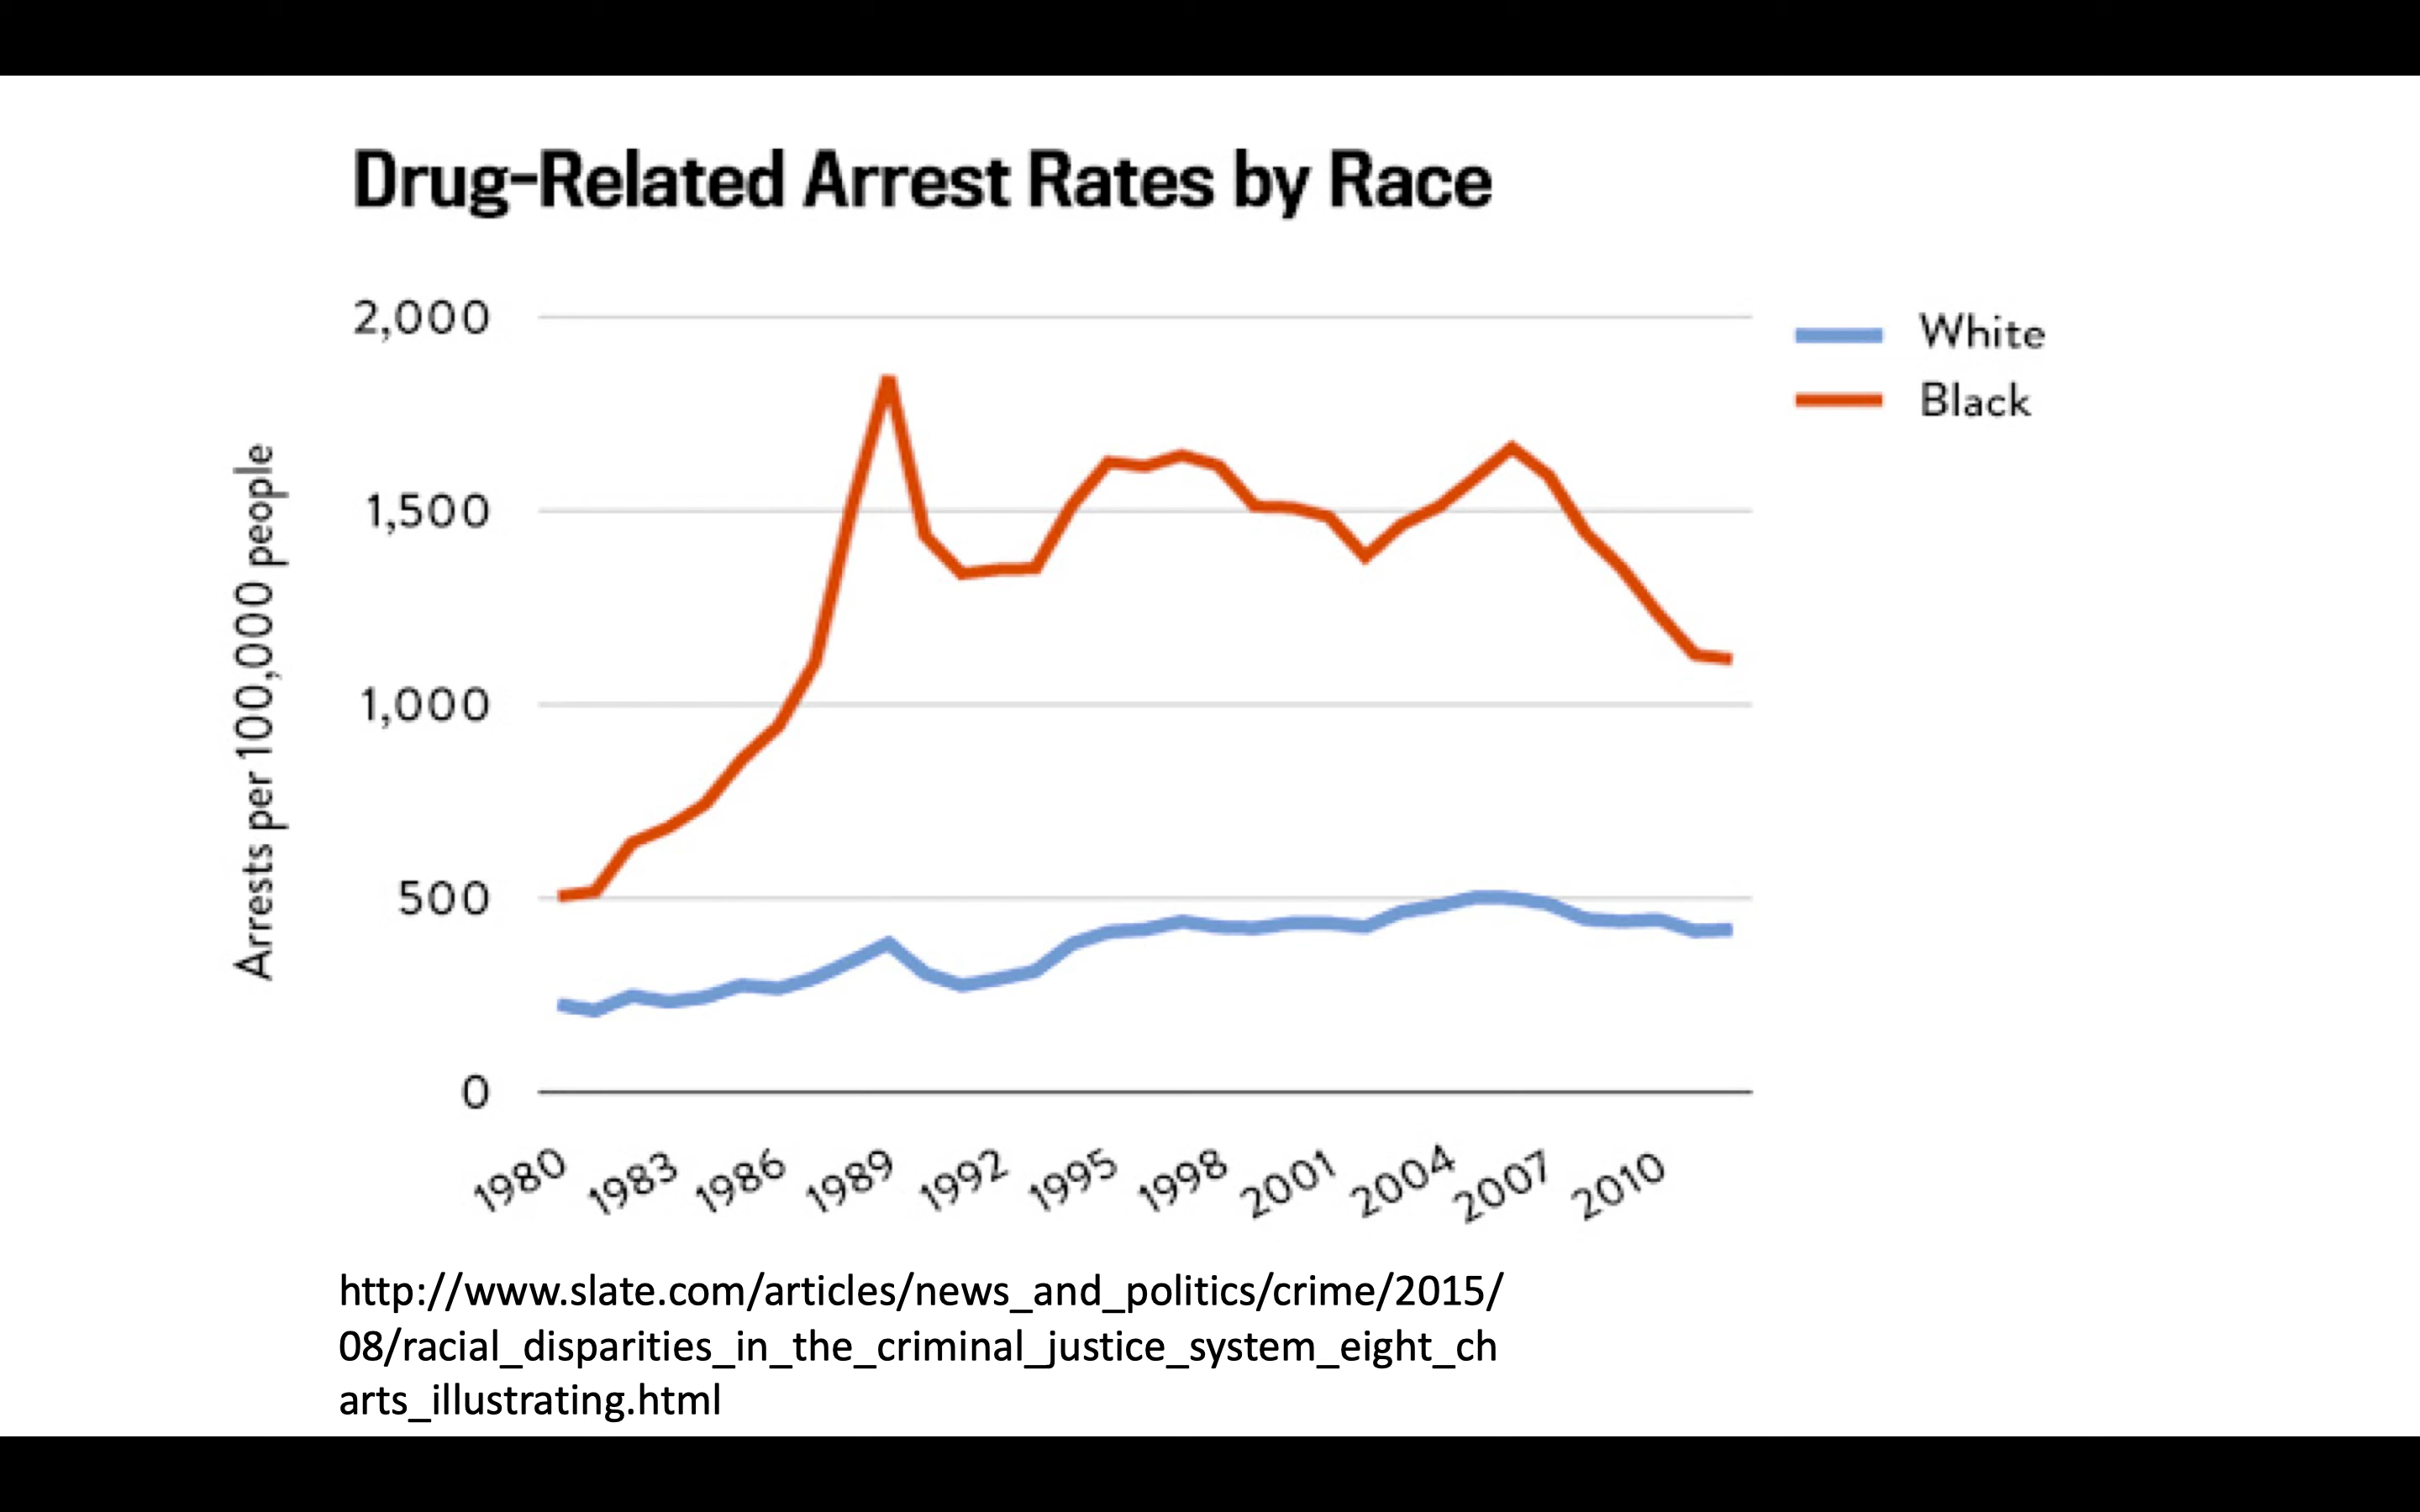 Drug-Related Arrest Rates by Race
2,000
White
Black
1,500
Arrests per 100,000 people
1,000
500
0
1980 1983 1986 1989 1992 1995 1998 2001 2004 2007 2010
http://www.slate.com/articles/news_and_politics/crime/2015/
08/racial_disparities_in_the_criminal_justice_system_eight_ch
arts_illustrating.html